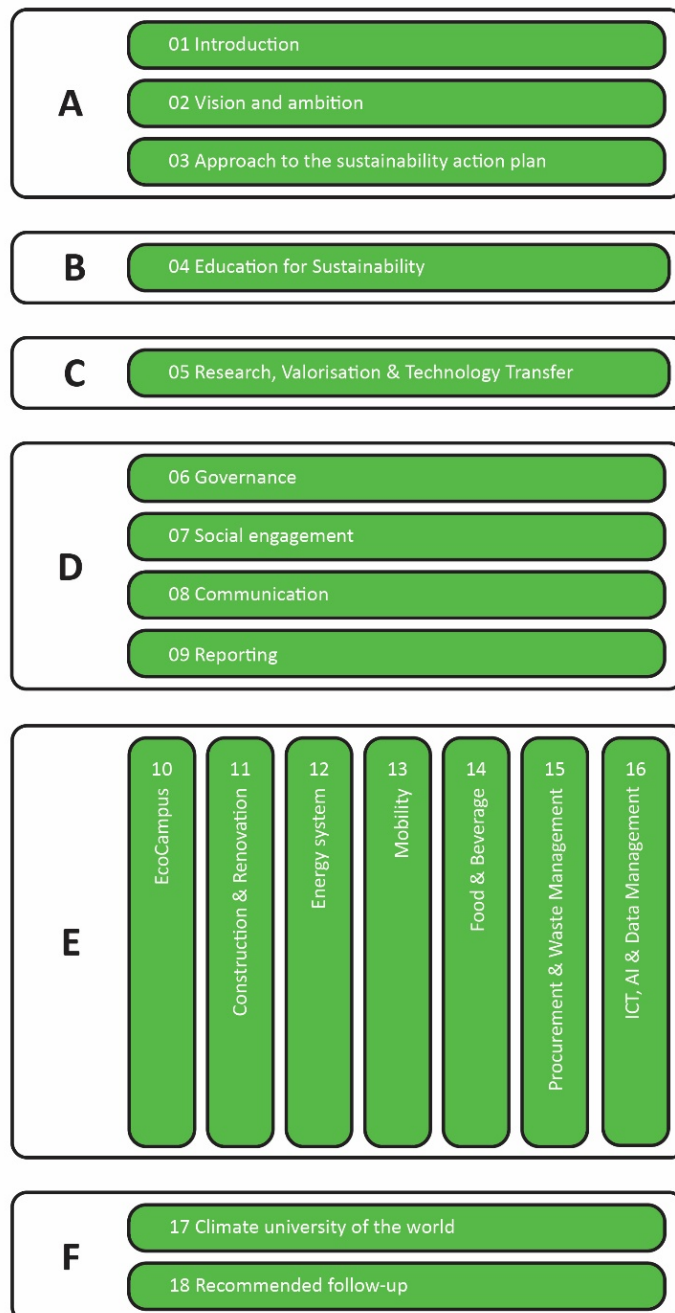 A
01 Introduction
02 Vision and ambition
03 Approach to the sustainability action plan
B
04 Education for Sustainability
C
05 Research, Valorisation & Technology Transfer
D
06 Governance
07 Social engagement
08 Communication
09 Reporting
E
10
EcoCampus
11
Construction & Renovation
12
Energy system
13
Mobility
14
Food & Beverage
15
Procurement & Waste Management
16
ICT, AI & Data Management
F
17 Climate university of the world
18 Recommended follow-up